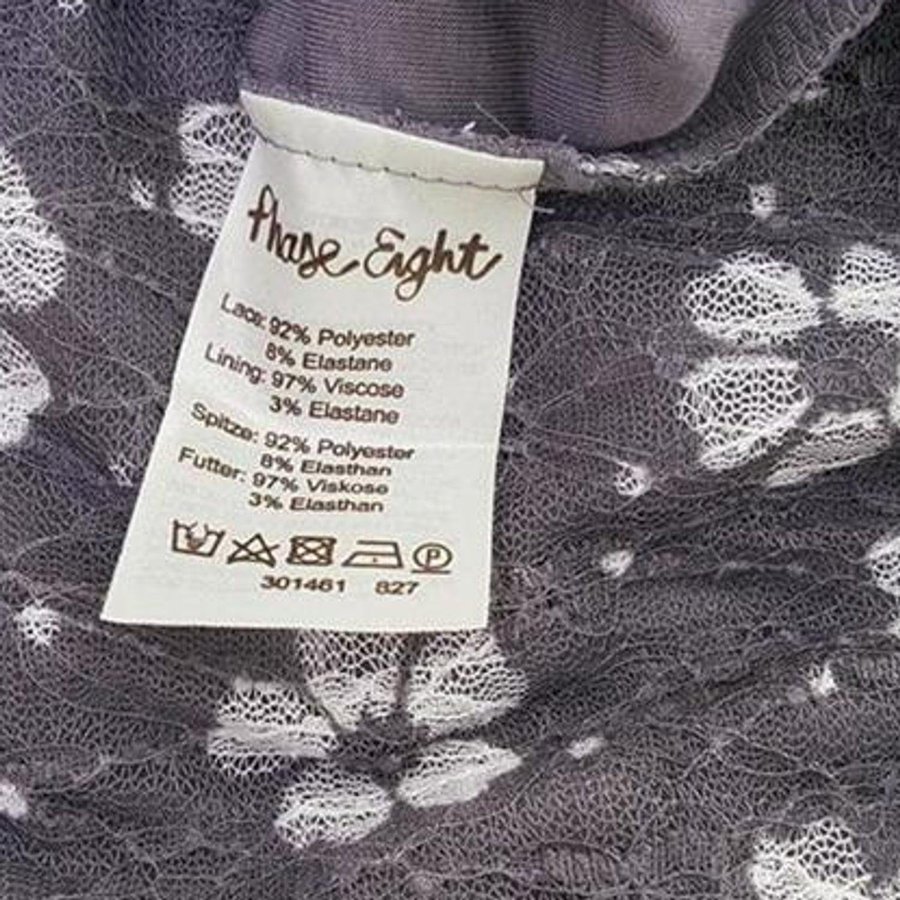 Phase Eight
Lace: 92% Polyester
8% Elastane
Lining: 97% Viscose
3% Elastane
Spitze: 92% Polyester
8% Elasthan
Futter: 97% Viskose
3% Elasthan
P
301461 827